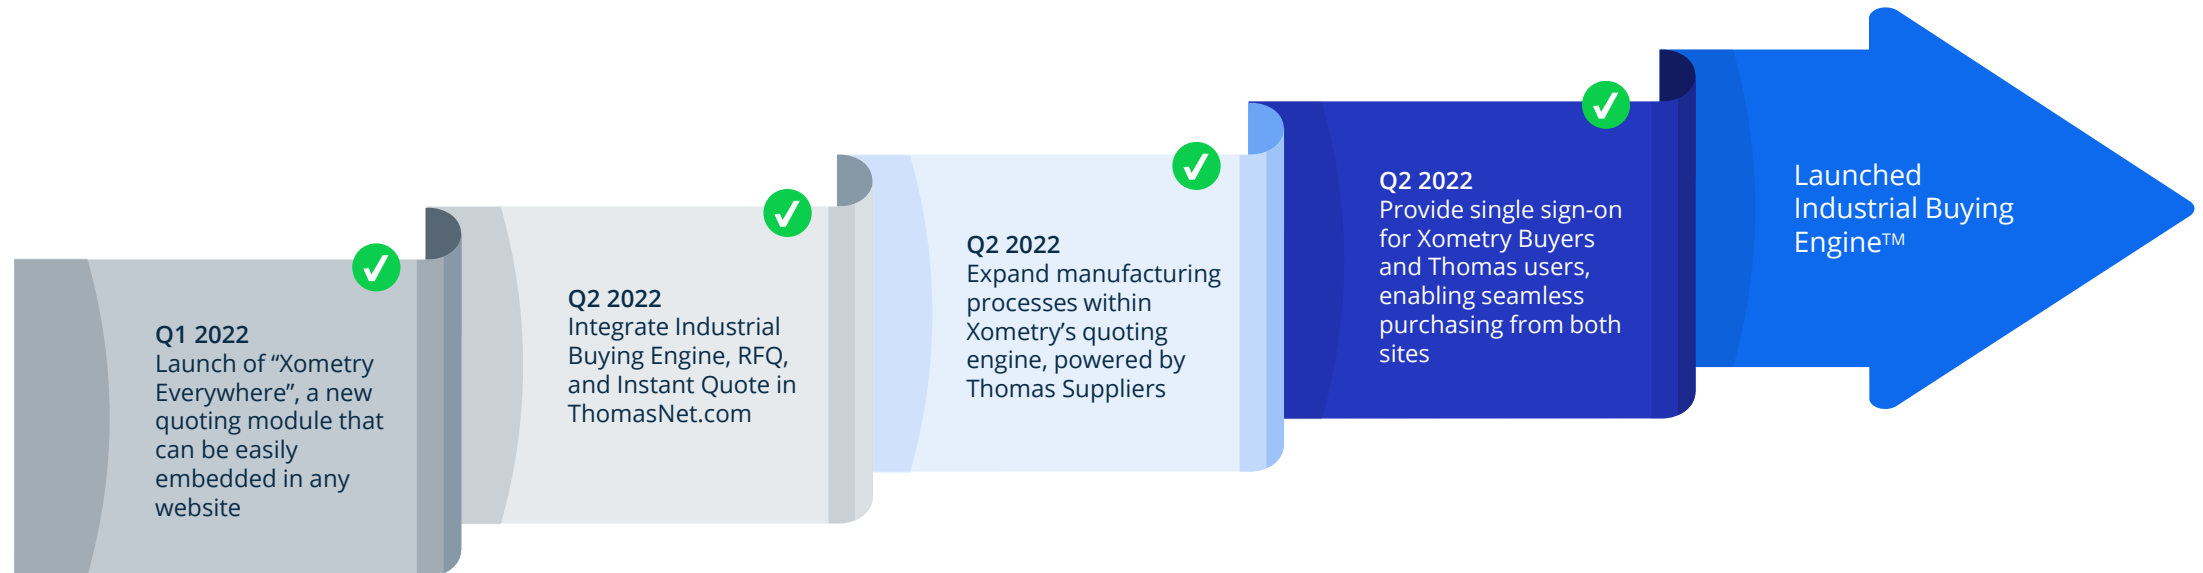 Q1 2022
Launch of “Xometry
Everywhere”, a new
quoting module that
can be easily
embedded in any
website
Q2 2022
Integrate Industrial
Buying Engine, RFQ,
and Instant Quote in
ThomasNet.com
Q2 2022
Expand manufacturing
processes within
Xometry’s quoting
engine, powered by
Thomas Suppliers
Q2 2022
Provide single sign-on
for Xometry Buyers
and Thomas users,
enabling seamless
purchasing from both
sites
Launched
Industrial Buying
Engine™